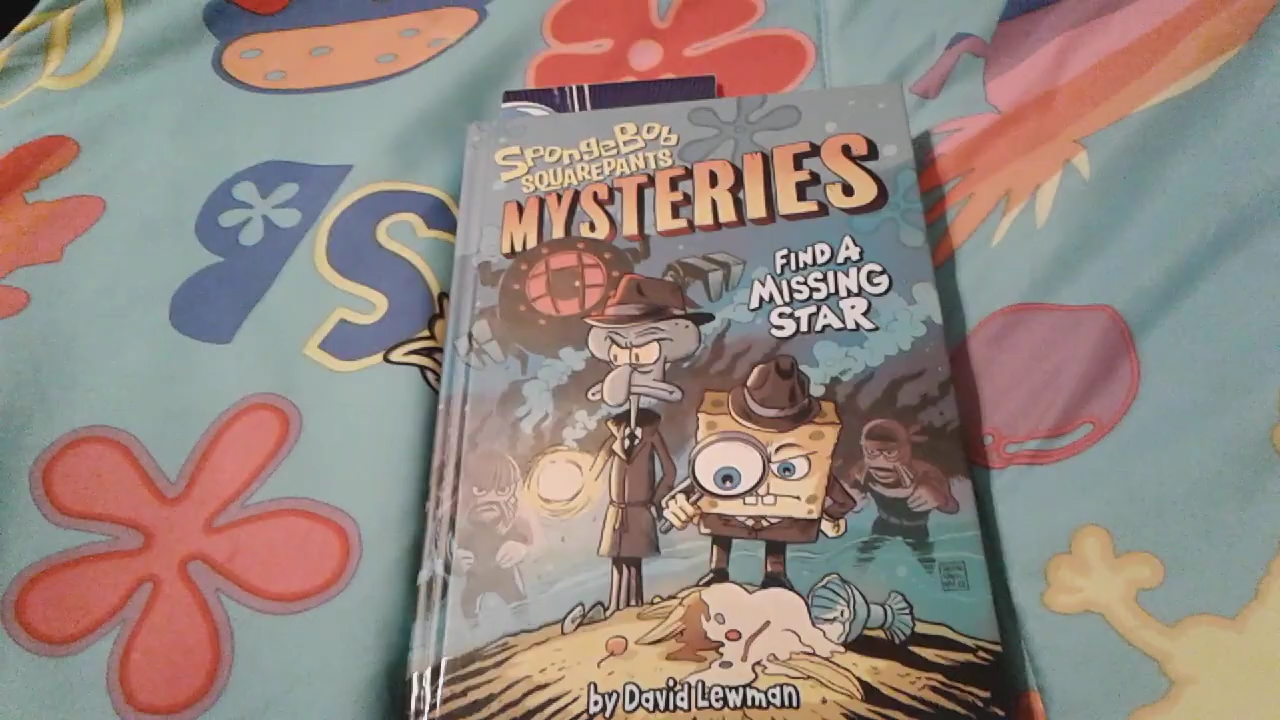 SpongeBob
SQUAREPANTS
MYSTERIES
FIND A
MISSING
STAR
by David Lewman